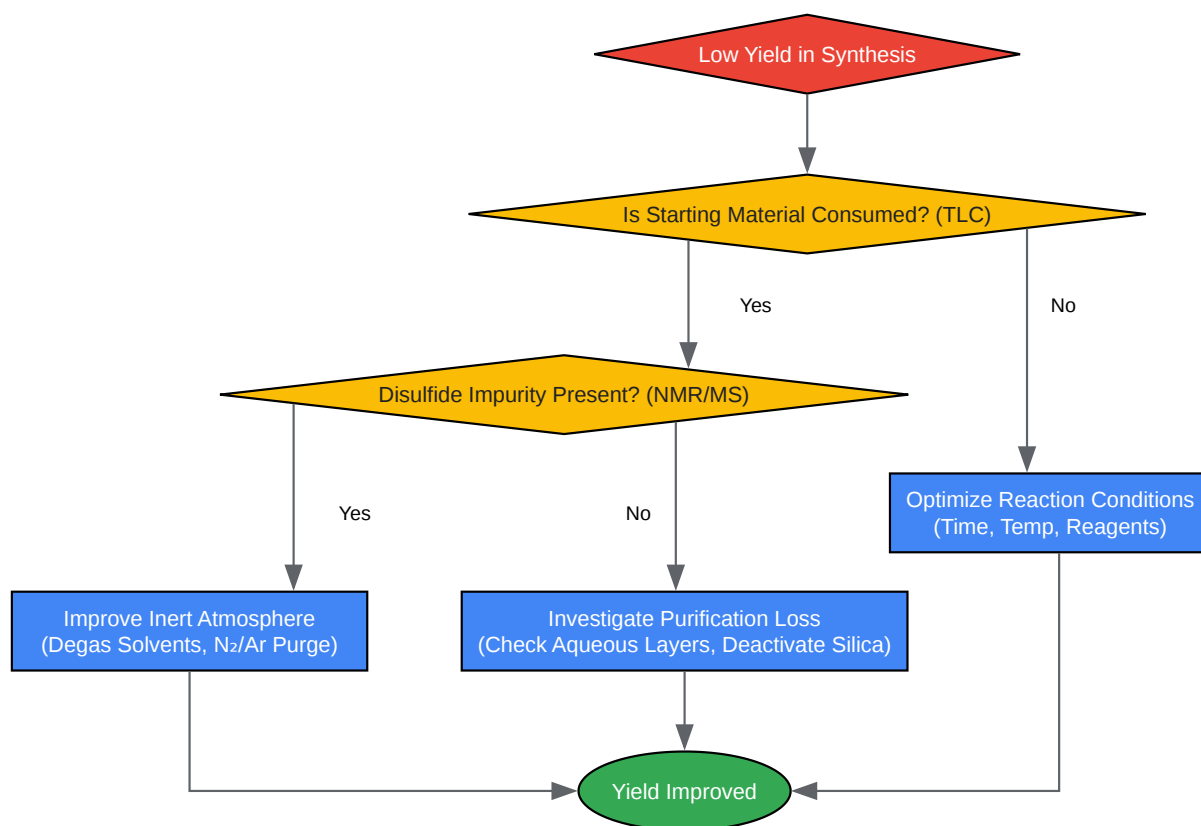 Low Yield in Synthesis
Is Starting Material Consumed? (TLC)
Yes
No
Disulfide Impurity Present? (NMR/MS)
Yes
No
Optimize Reaction Conditions
(Time, Temp, Reagents)
Improve Inert Atmosphere
(Degas Solvents, N₂/Ar Purge)
Investigate Purification Loss
(Check Aqueous Layers, Deactivate Silica)
Yield Improved